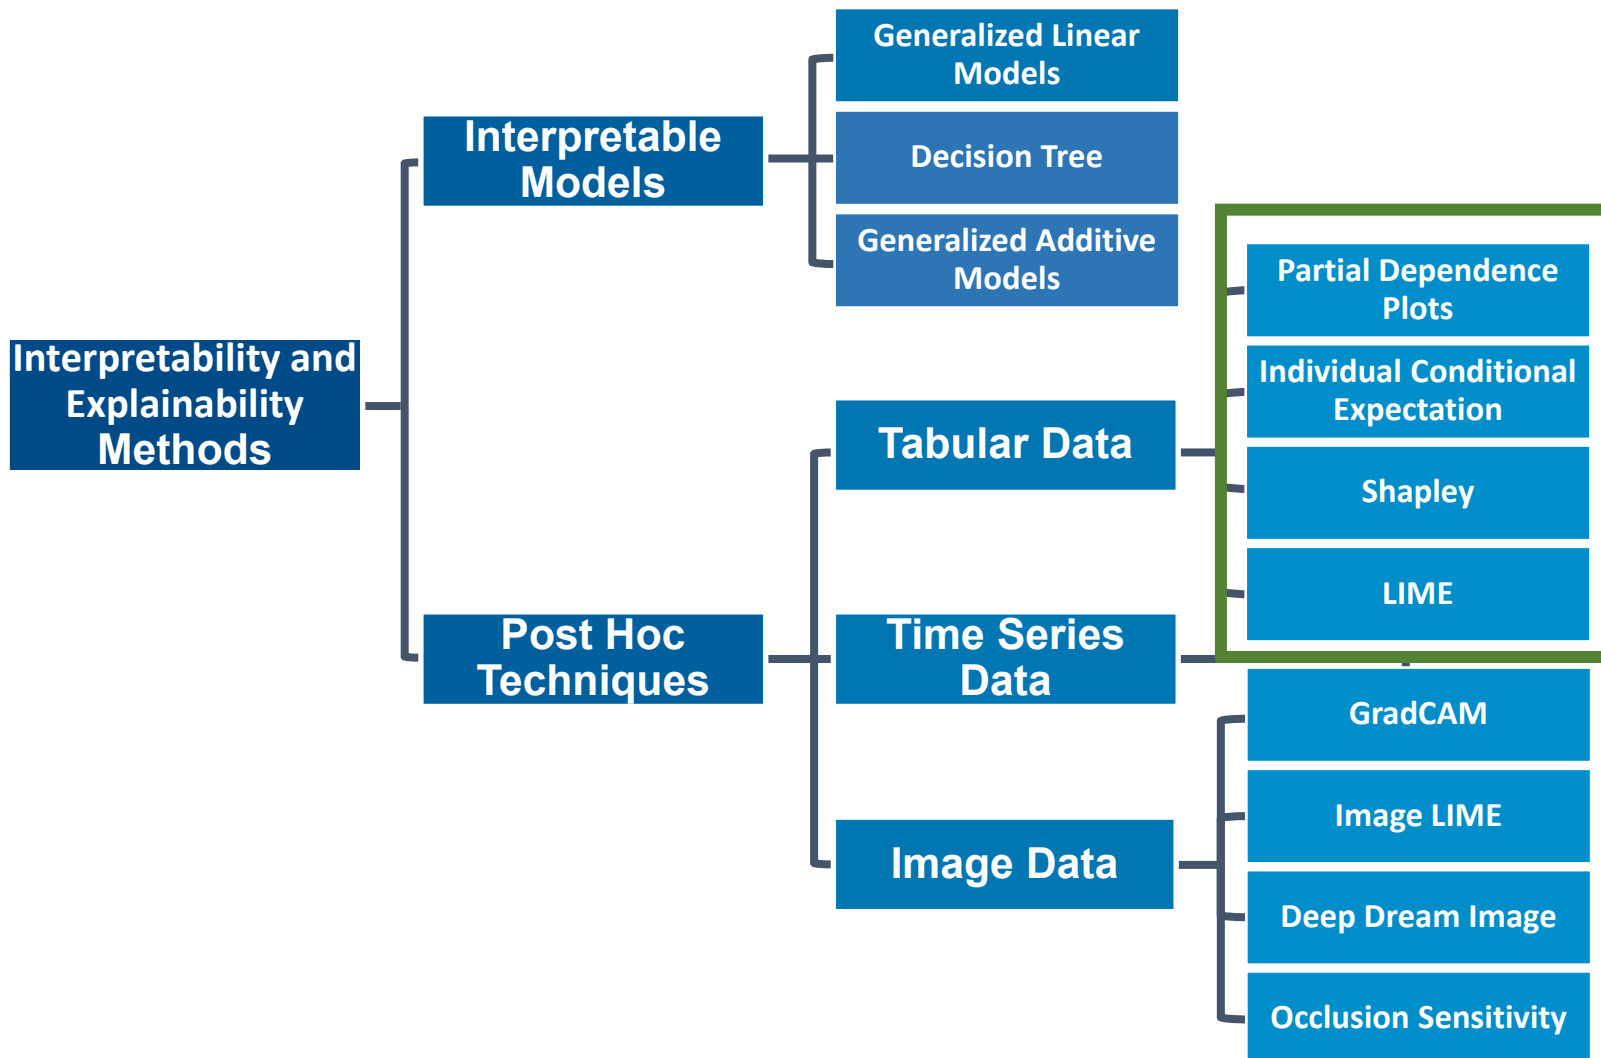 Interpretability and
Explainability
Methods
Interpretable
Models
Generalized Linear
Models
Decision Tree
Generalized Additive
Models
Post Hoc
Techniques
Tabular Data
Partial Dependence
Plots
Individual Conditional
Expectation
Shapley
LIME
Time Series
Data
Image Data
GradCAM
Image LIME
Deep Dream Image
Occlusion Sensitivity